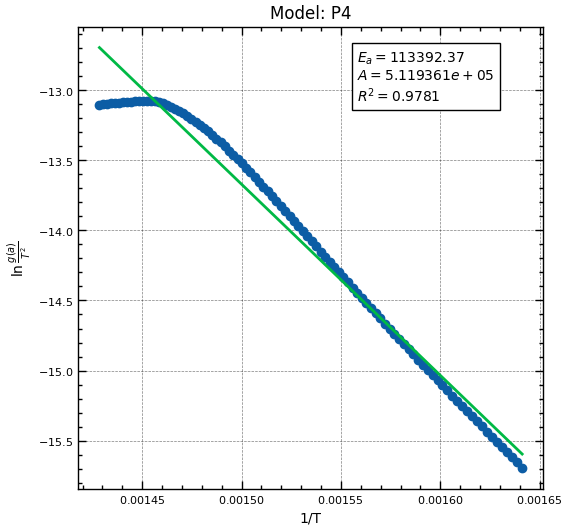 Model: P4
E_a = 113392.37
A = 5.119361e + 05
R^2 = 0.9781
−13.0
−13.5
−14.0
−14.5
−15.0
−15.5
ln g(a)/T^2
0.00145 0.00150 0.00155 0.00160 0.00165
1/T